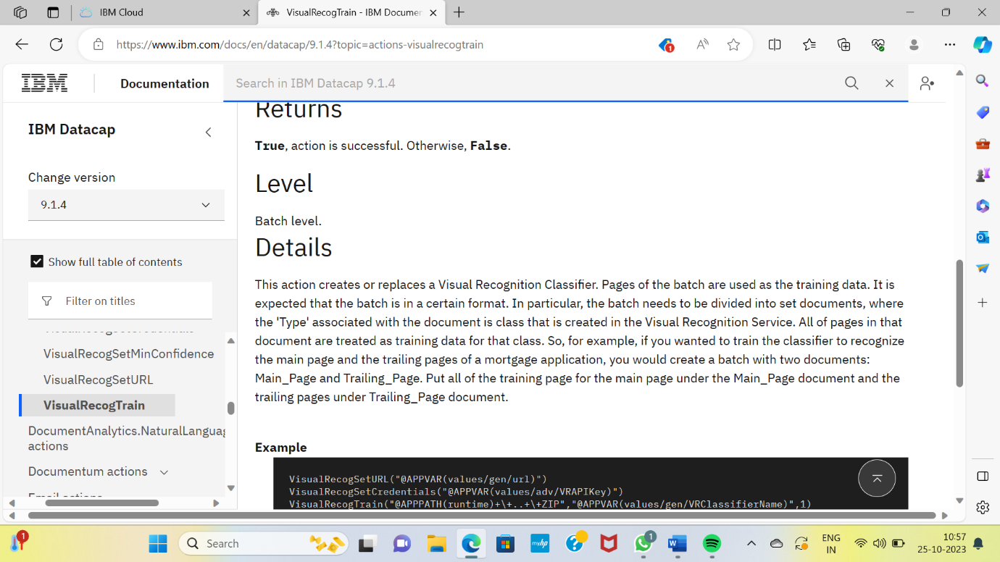 IBM Cloud
VisualRecogTrain - IBM Documen
https://www.ibm.com/docs/en/datacap/9.1.4?topic=actions-visualrecogtrain
1
IBM
Documentation
Search in IBM Datacap 9.1.4
IBM Datacap
Change version
9.1.4
Show full table of contents
Filter on titles
VisualRecogSetMinConfidence
VisualRecogSetURL
VisualRecogTrain
DocumentAnalytics.NaturalLanguag
actions
Documentum actions
Email actions
Returns
True, action is successful. Otherwise, False.
Level
Batch level.
Details
This action creates or replaces a Visual Recognition Classifier. Pages of the batch are used as the training data. It is
expected that the batch is in a certain format. In particular, the batch needs to be divided into set documents, where
the 'Type' associated with the document is class that is created in the Visual Recognition Service. All of pages in that
document are treated as training data for that class. So, for example, if you wanted to train the classifier to recognize
the main page and the trailing pages of a mortgage application, you would create a batch with two documents:
Main_Page and Trailing_Page. Put all of the training page for the main page under the Main_Page document and the
trailing pages under Trailing_Page document.
Example
VisualRecogSetURL("@APPVAR(values/gen/url)")
VisualRecogSetCredentials("@APPVAR(values/adv/VRAPIKey)")
VisualRecogTrain("@APPPATH(runtime)+\+..+\+ZIP","@APPVAR(values/gen/VRClassifierName)",1)
1
Search
myhp
1
ENG
IN
10:57
25-10-2023